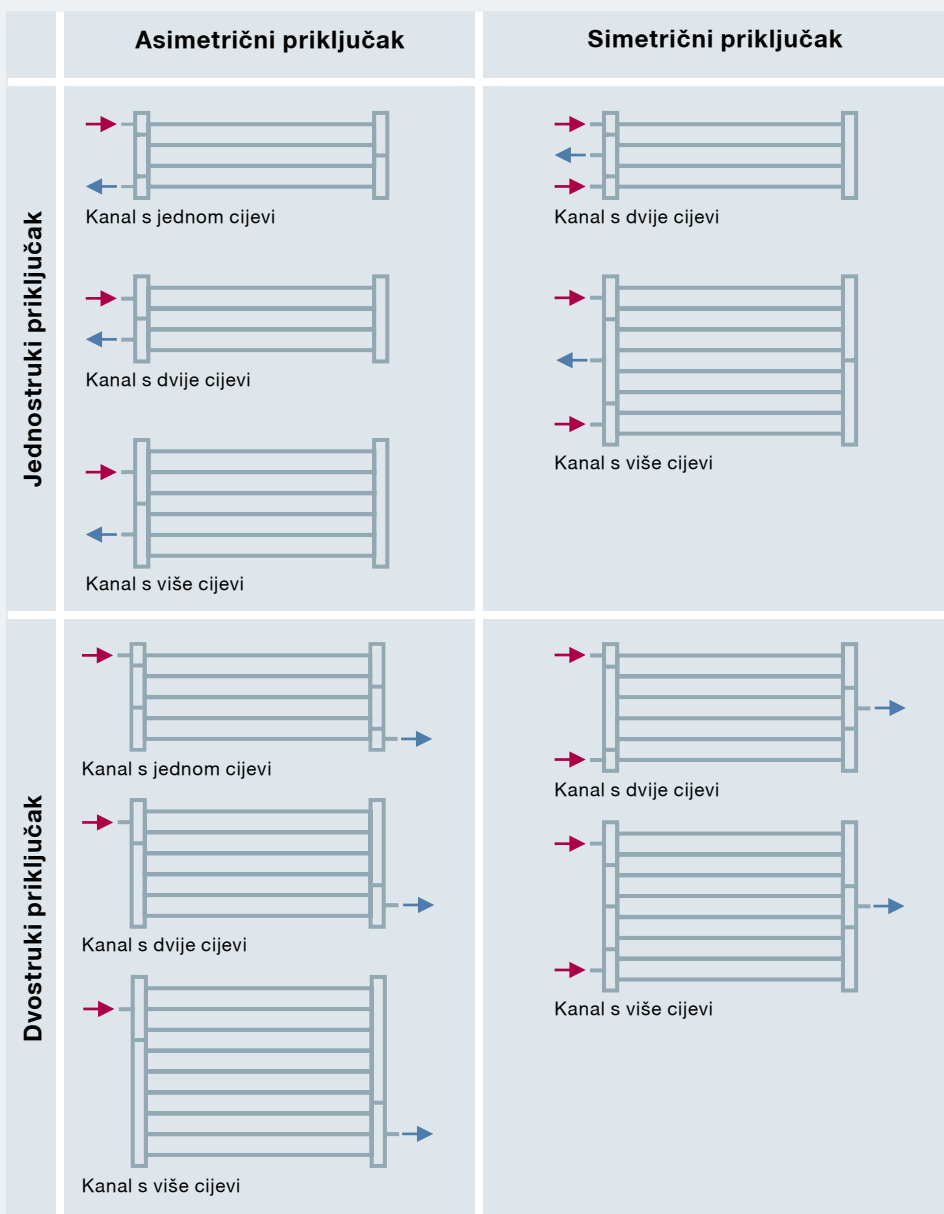 Asimetrični priključak
Simetrični priključak
Jednostruki priključak
Kanal s jednom cijevi
Kanal s dvije cijevi
Kanal s više cijevi
Kanal s dvije cijevi
Kanal s više cijevi
Dvostruki priključak
Kanal s jednom cijevi
Kanal s dvije cijevi
Kanal s više cijevi
Kanal s dvije cijevi
Kanal s više cijevi